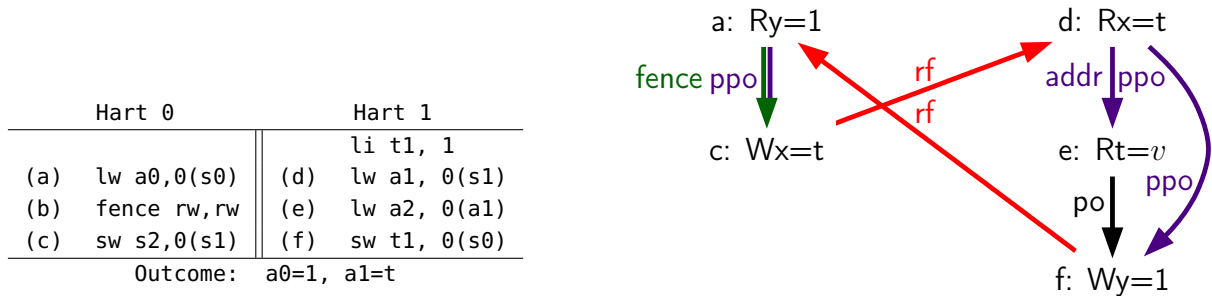 Hart 0 Hart 1
li t1, 1
(a) lw a0,0(s0) (d) lw a1, 0(s1)
(b) fence rw,rw (e) lw a2, 0(a1)
(c) sw s2,0(s1) (f) sw t1, 0(s0)
Outcome: a0=1, a1=t
a: Ry=1 d: Rx=t
fence ppo rf addr ppo
rf
c: Wx=t e: Rt=v
ppo
po
f: Wy=1